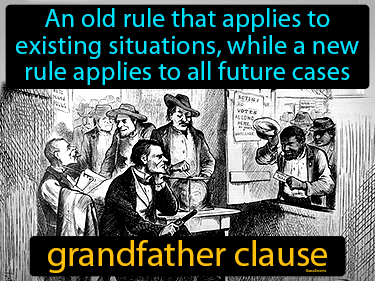 An old rule that applies to
existing situations, while a new
rule applies to all future cases
grandfather clause